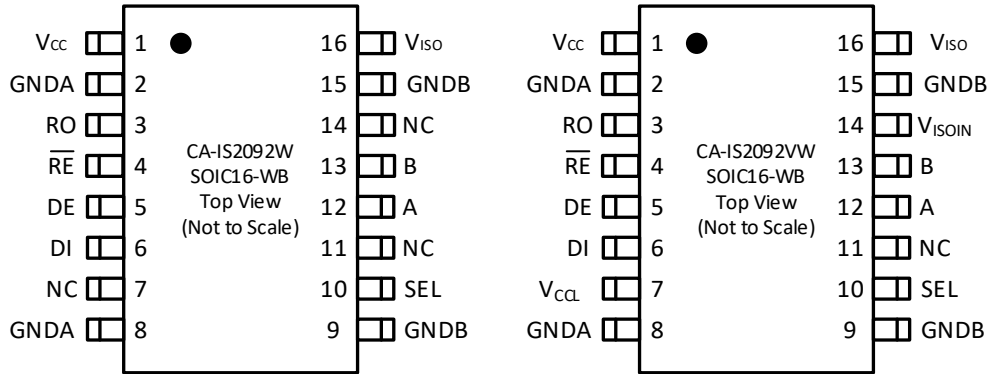 VCC 1 16 VISO
GNDA 2 15 GNDB
RO 3 14 NC
RE 4 13 B
DE 5 12 A
DI 6 11 NC
NC 7 10 SEL
GNDA 8 9 GNDB
CA-IS2092W
SOIC16-WB
Top View
(Not to Scale)
VCC 1 16 VISO
GNDA 2 15 GNDB
RO 3 14 VISOIN
RE 4 13 B
DE 5 12 A
DI 6 11 NC
VCCL 7 10 SEL
GNDA 8 9 GNDB
CA-IS2092VW
SOIC16-WB
Top View
(Not to Scale)